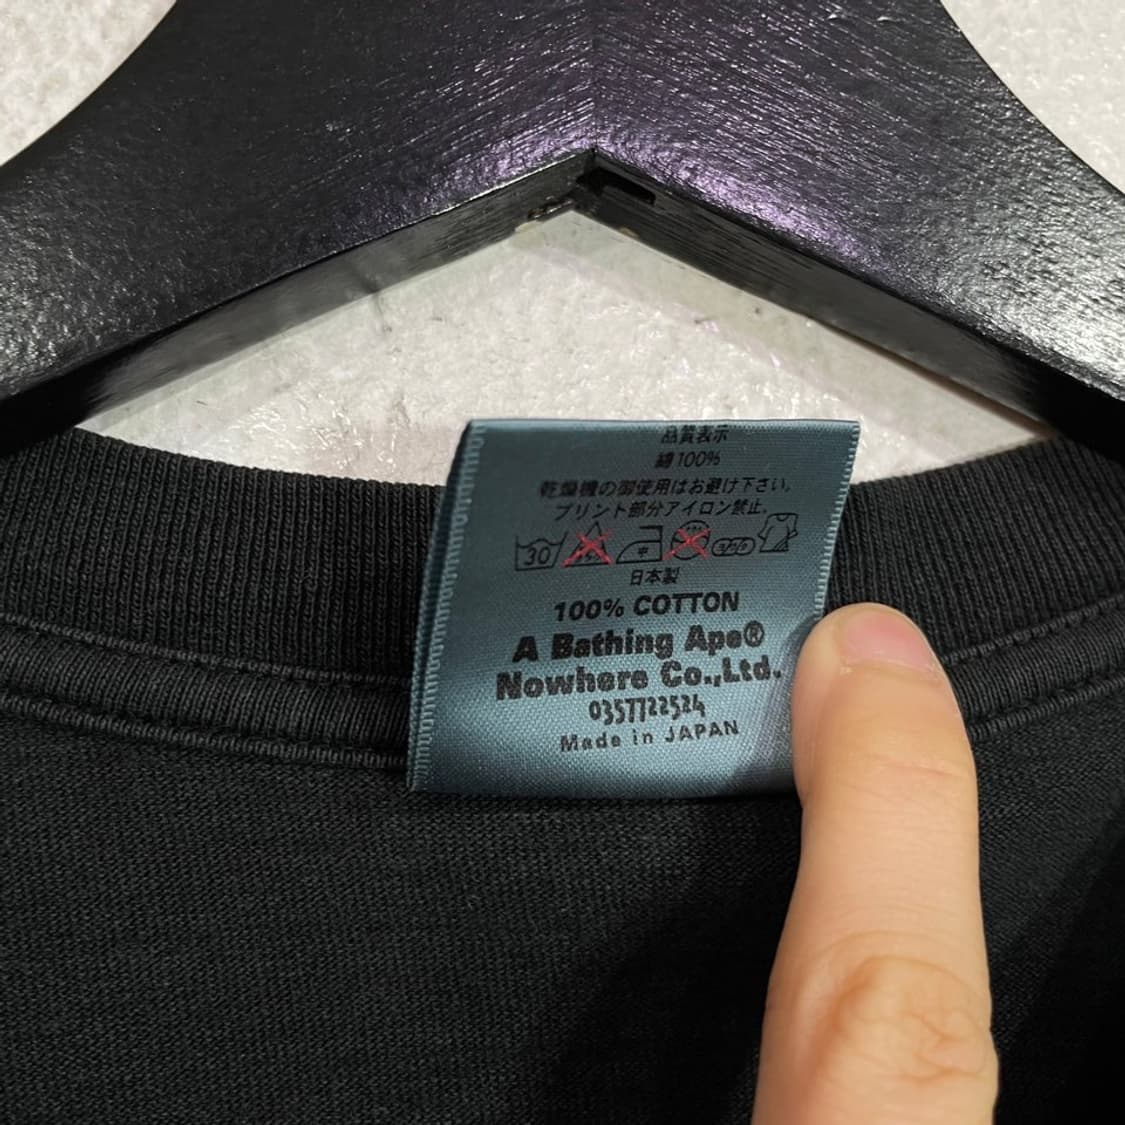 品質表示
綿100%
乾燥機の御使用はお避け下さい。
プリント部分アイロン禁止。
30 中
日本製
100% COTTON
A Bathing Ape®
Nowhere Co.,Ltd.
0357722524
Made in JAPAN